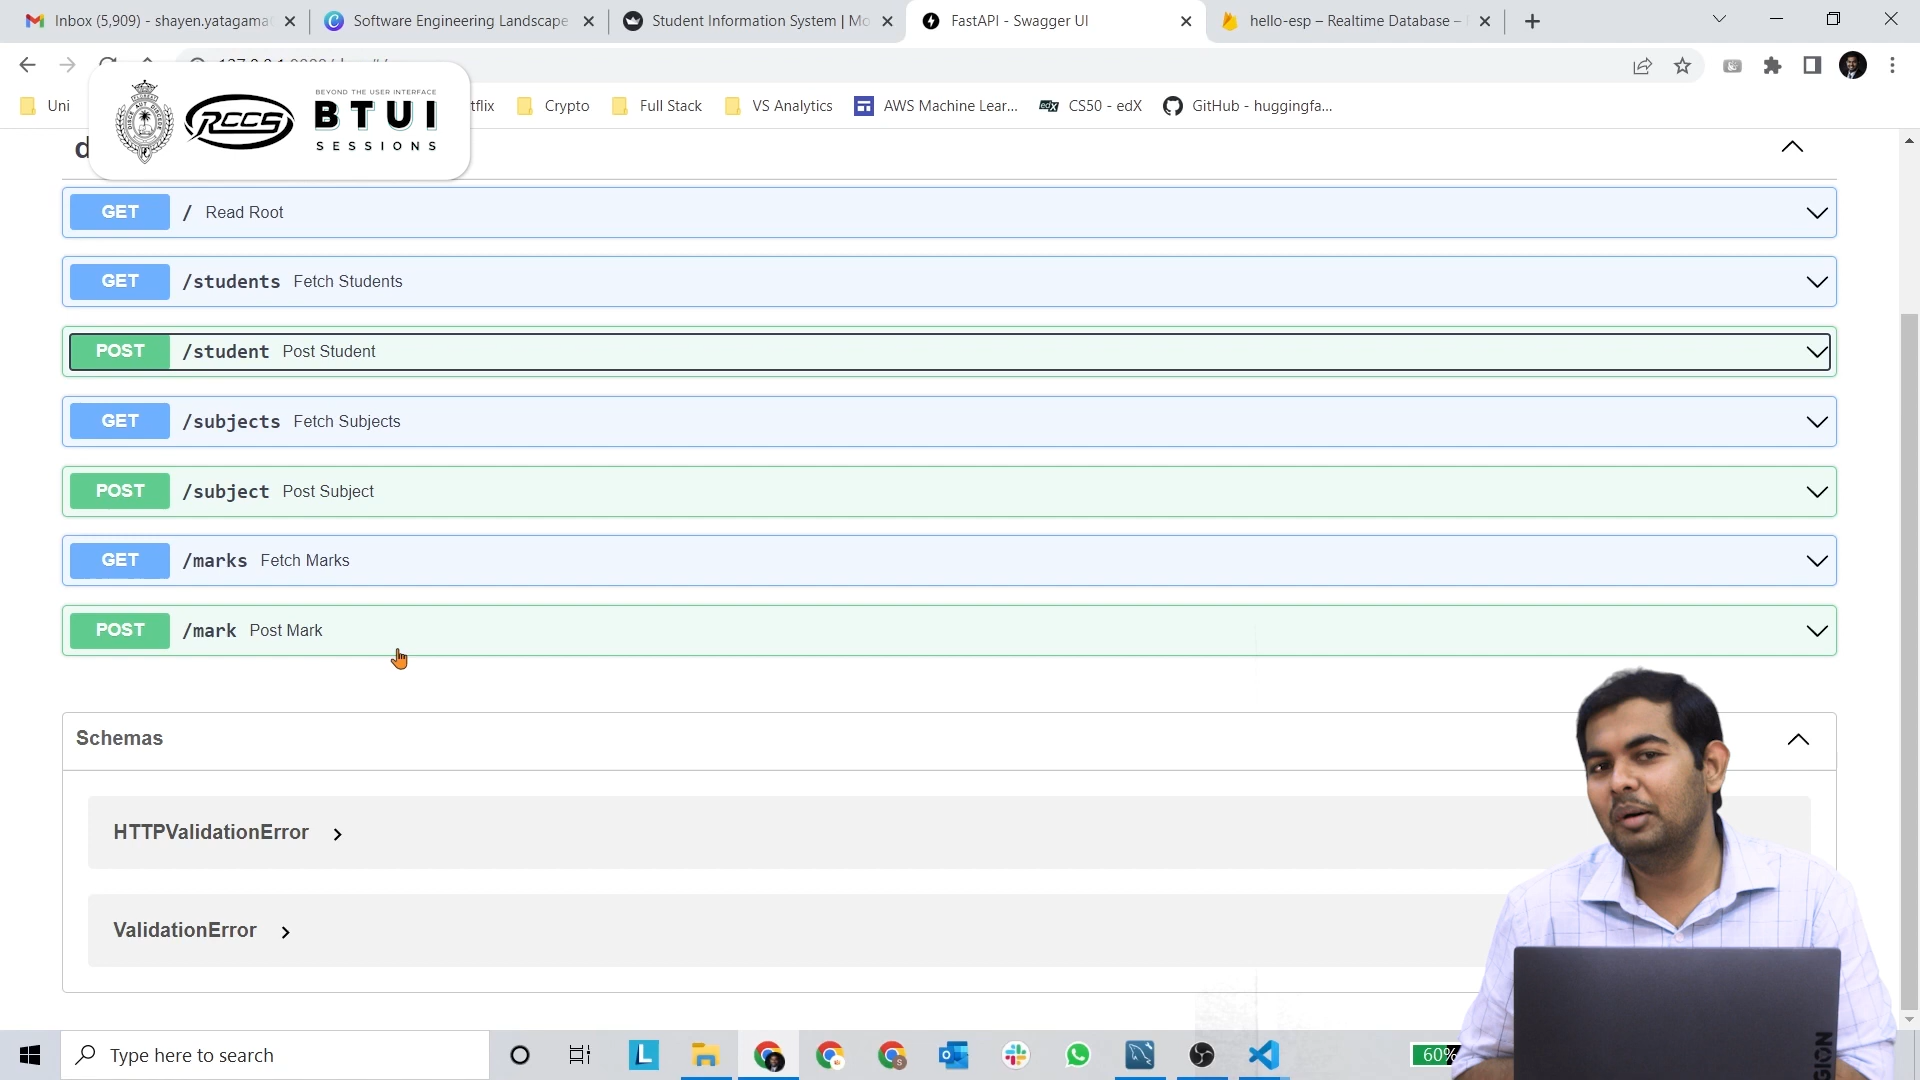 Inbox (5,909) - shayen.yatagama
Software Engineering Landscape
Student Information System | Mo
FastAPI - Swagger UI
hello-esp – Realtime Database –
Uni
tflix
Crypto
Full Stack
VS Analytics
AWS Machine Lear...
CS50 - edX
GitHub - huggingfa...
RCCS
BEYOND THE USER INTERFACE
BTUI
SESSIONS
d
GET / Read Root
GET /students Fetch Students
POST /student Post Student
GET /subjects Fetch Subjects
POST /subject Post Subject
GET /marks Fetch Marks
POST /mark Post Mark
Schemas
HTTPValidationError
ValidationError
Type here to search
60%